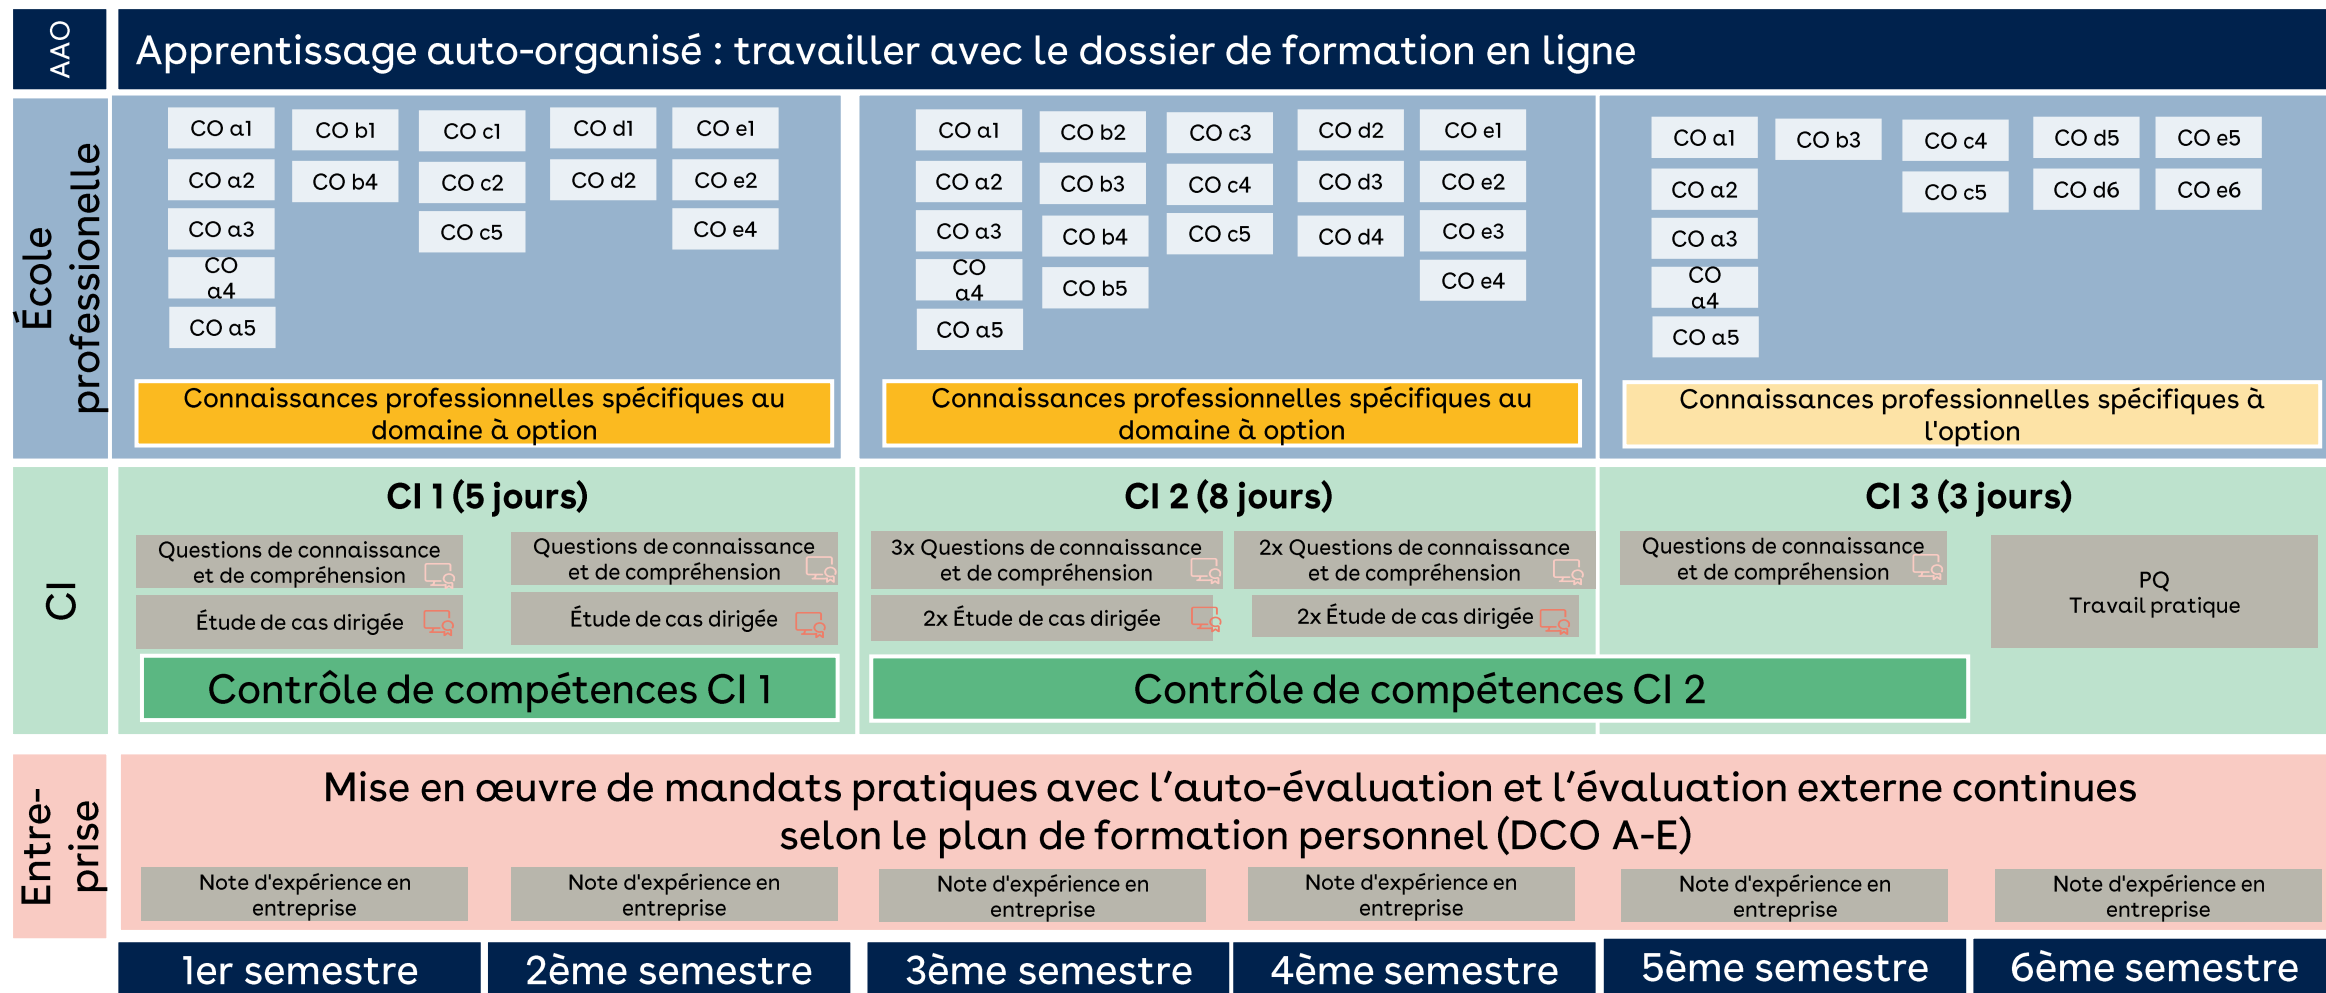 AAO
Apprentissage auto-organisé : travailler avec le dossier de formation en ligne
École
professionelle
CO a1
CO b1
CO c1
CO d1
CO e1
CO a2
CO b4
CO c2
CO d2
CO e2
CO a3
CO c5
CO e4
CO
a4
CO a5
Connaissances professionnelles spécifiques au
domaine à option
CO a1
CO b2
CO c3
CO d2
CO e1
CO a2
CO b3
CO c4
CO d3
CO e2
CO a3
CO b4
CO c5
CO d4
CO e3
CO
a4
CO b5
CO e4
CO a5
Connaissances professionnelles spécifiques au
domaine à option
CO a1
CO b3
CO c4
CO d5
CO e5
CO a2
CO c5
CO d6
CO e6
CO a3
CO
a4
CO a5
Connaissances professionnelles spécifiques à
l'option
CI
CI 1 (5 jours)
Questions de connaissance
et de compréhension
Questions de connaissance
et de compréhension
Étude de cas dirigée
Étude de cas dirigée
Contrôle de compétences CI 1
CI 2 (8 jours)
3x Questions de connaissance
et de compréhension
2x Questions de connaissance
et de compréhension
2x Étude de cas dirigée
2x Étude de cas dirigée
Contrôle de compétences CI 2
CI 3 (3 jours)
Questions de connaissance
et de compréhension
PQ
Travail pratique
Entre-
prise
Mise en œuvre de mandats pratiques avec l’auto-évaluation et l’évaluation externe continues
selon le plan de formation personnel (DCO A-E)
Note d'expérience en
entreprise
Note d'expérience en
entreprise
Note d'expérience en
entreprise
Note d'expérience en
entreprise
Note d'expérience en
entreprise
Note d'expérience en
entreprise
1er semestre
2ème semestre
3ème semestre
4ème semestre
5ème semestre
6ème semestre